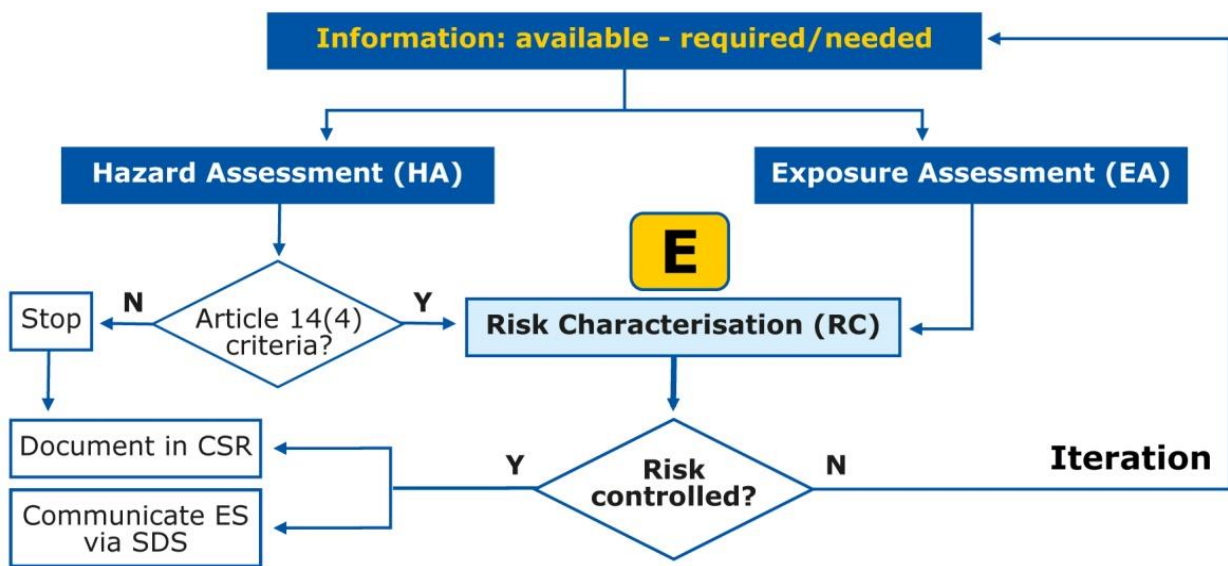 Information: available - required/needed
Hazard Assessment (HA)
Exposure Assessment (EA)
E
N
Y
Stop
Article 14(4)
criteria?
Risk Characterisation (RC)
Document in CSR
Y
Risk
controlled?
N
Iteration
Communicate ES
via SDS